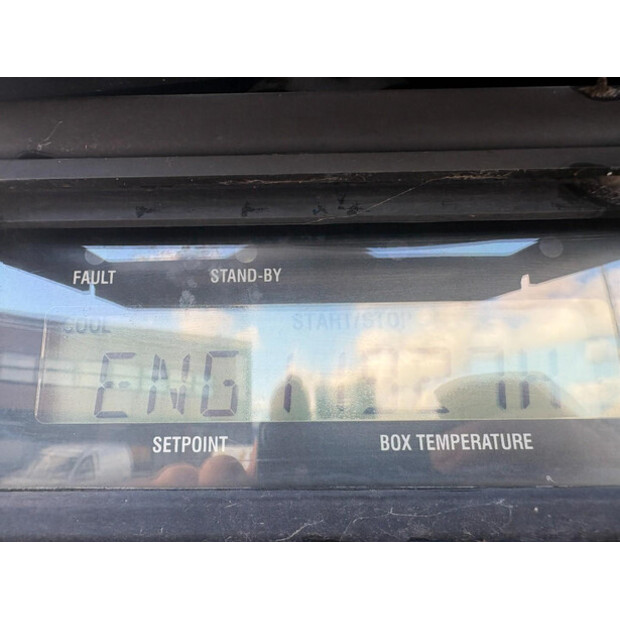 FAULT STAND-BY
COOL START/STOP
ENG
SETPOINT BOX TEMPERATURE